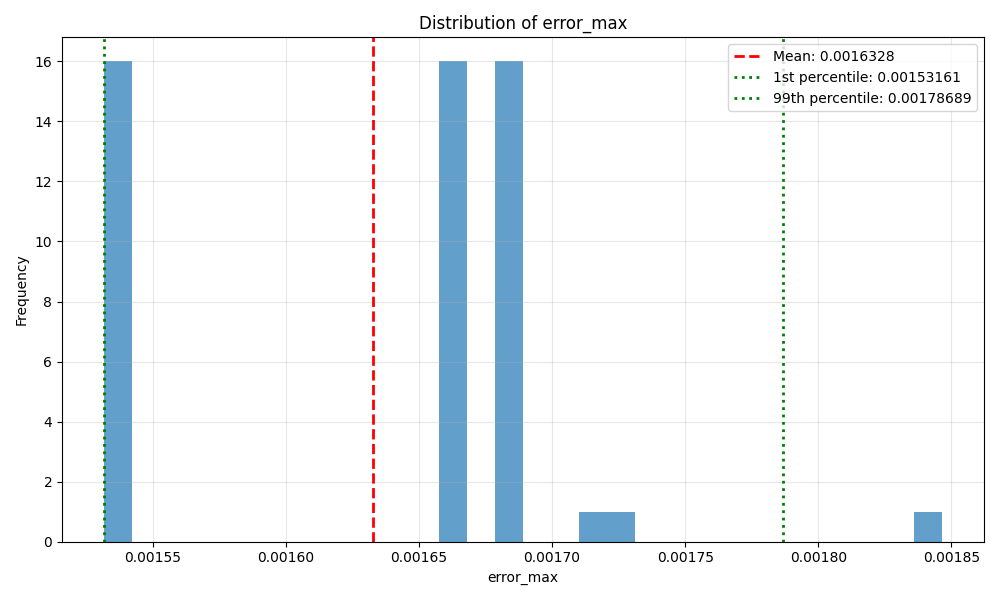 Distribution of error_max
Mean: 0.0016328
1st percentile: 0.00153161
99th percentile: 0.00178689
Frequency
16
14
12
10
8
6
4
2
0
0.00155 0.00160 0.00165 0.00170 0.00175 0.00180 0.00185
error_max